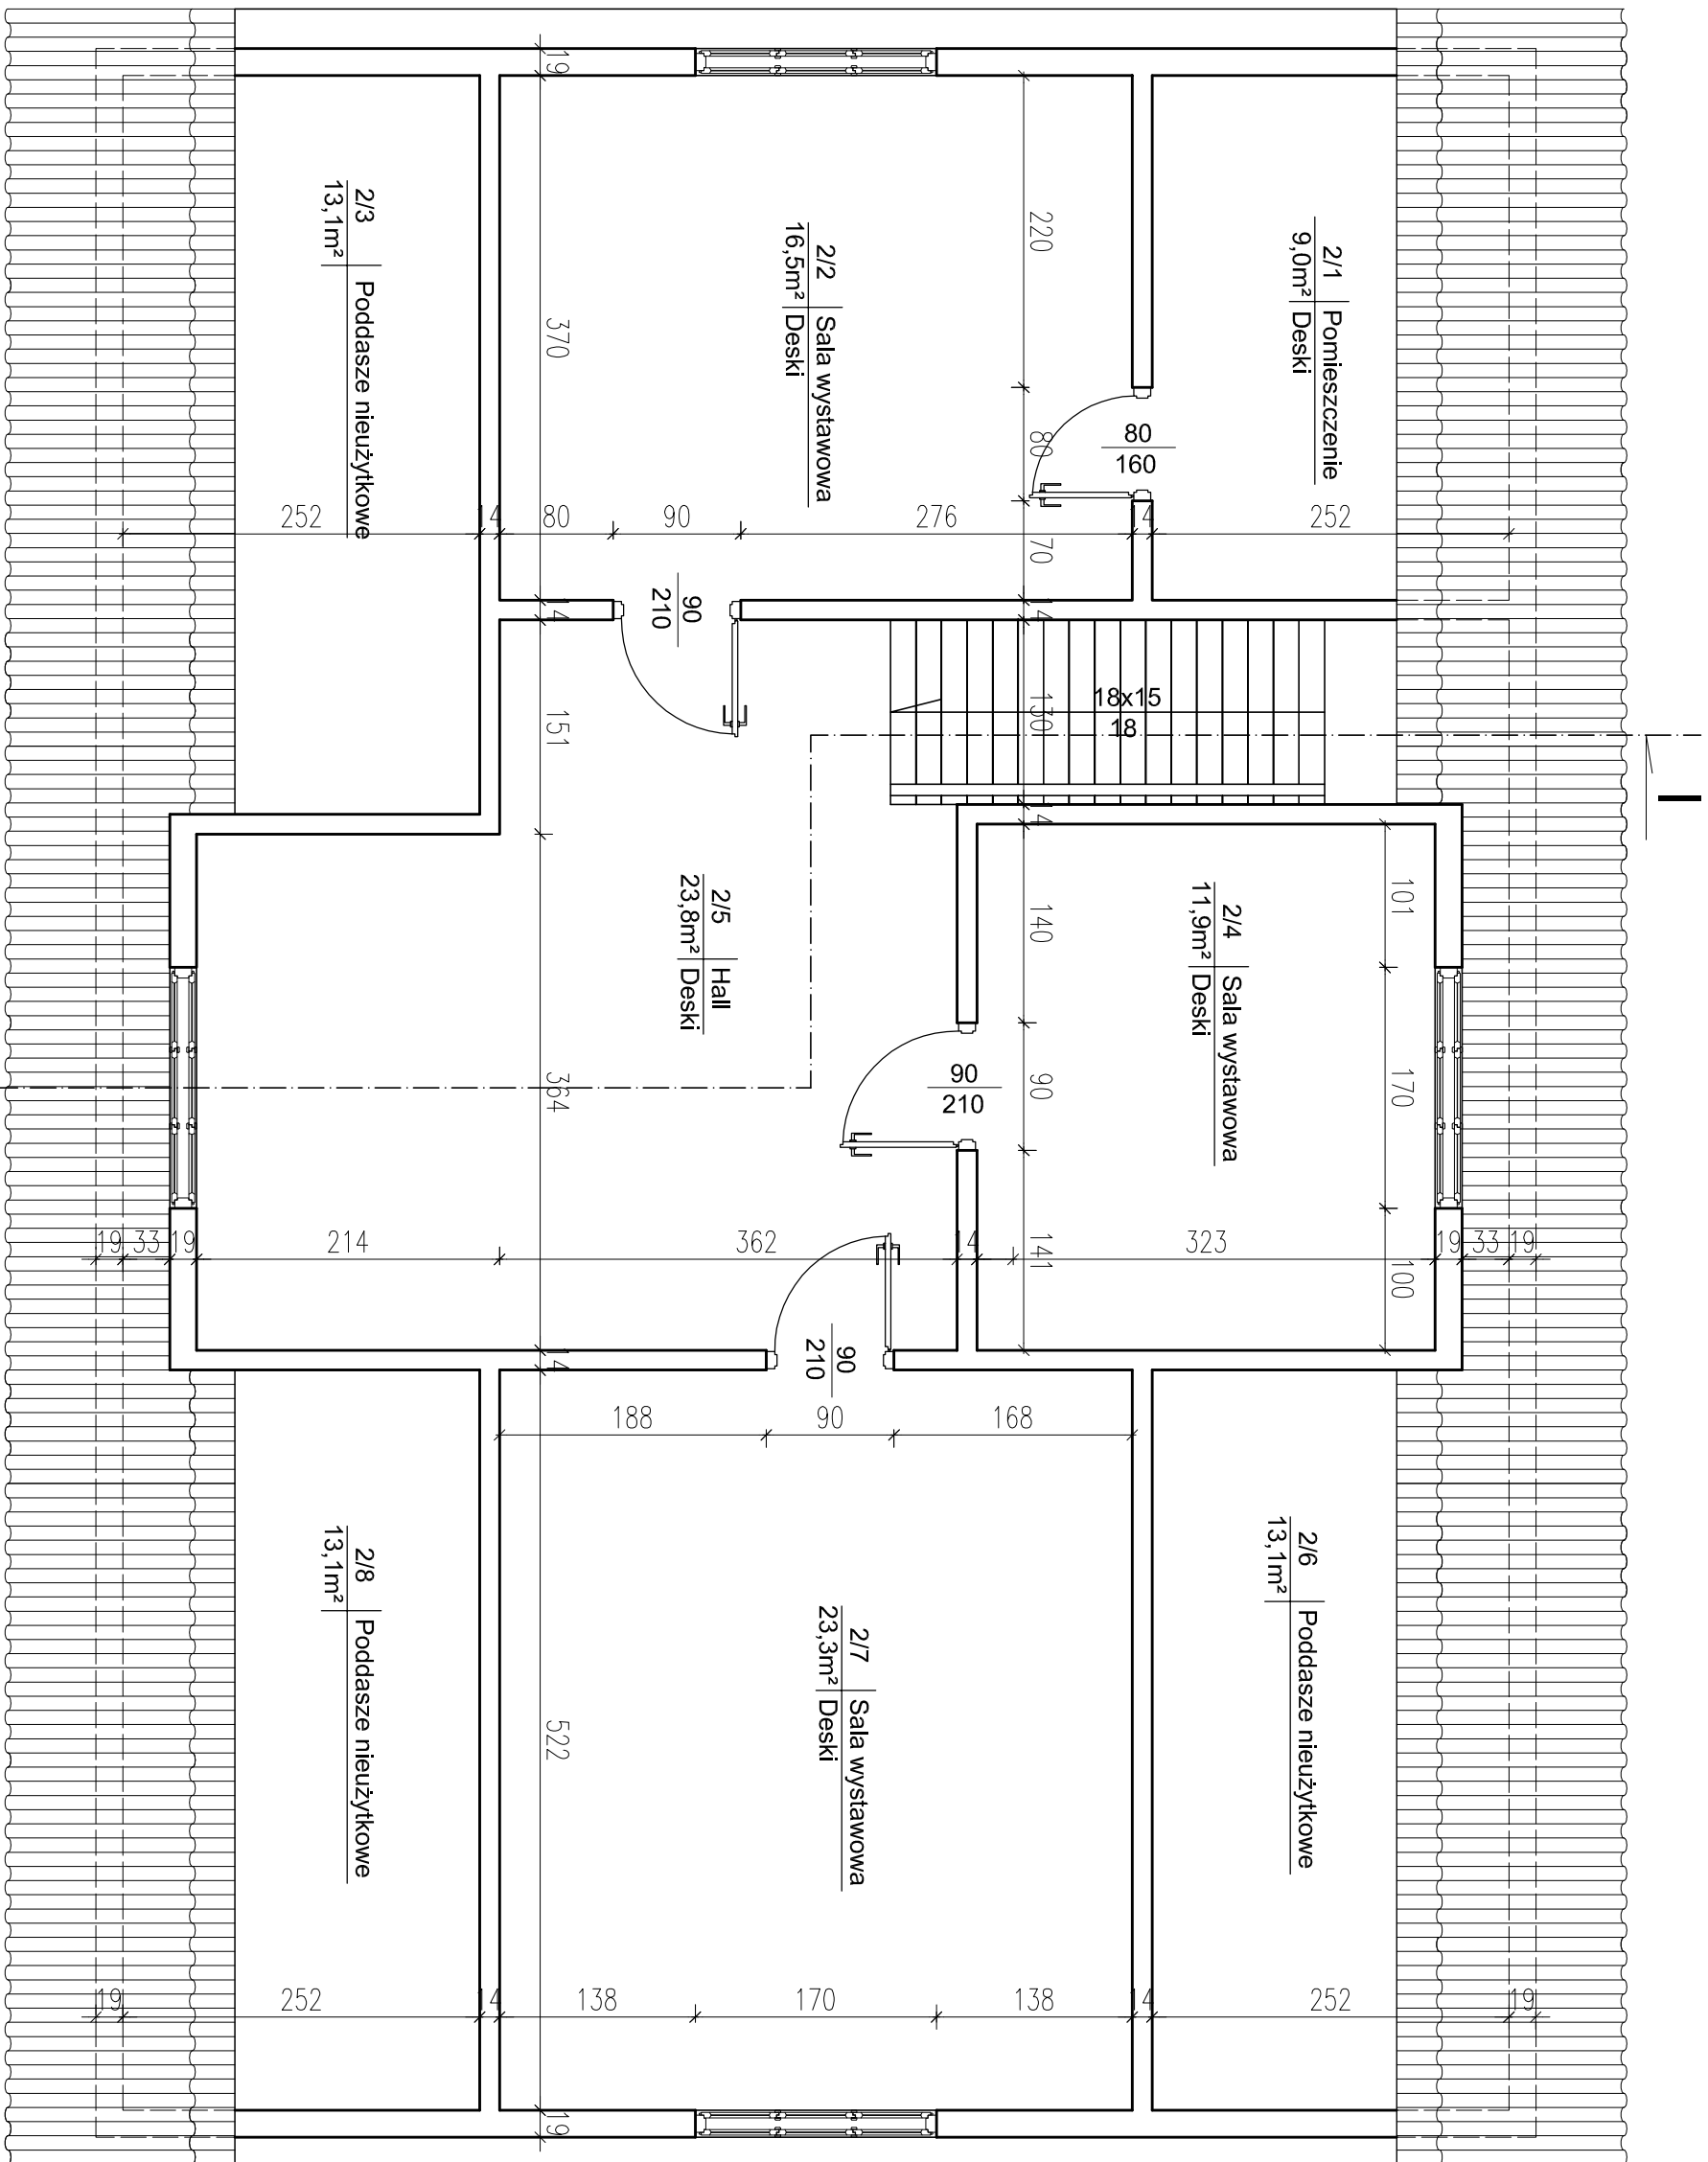 2/1 Pomieszczenie
9,0m² Deski
2/2 Sala wystawowa
16,5m² Deski
2/3 Poddasze nieużytkowe
13,1m²
2/4 Sala wystawowa
11,9m² Deski
2/5 Hall
23,8m² Deski
2/6 Poddasze nieużytkowe
13,1m²
2/7 Sala wystawowa
23,3m² Deski
2/8 Poddasze nieużytkowe
13,1m²
80
160
90
210
90
210
90
210
18x15
18
19
370
14
151
364
14
522
19
220
80
70
14
130
14
140
90
141
252
14
80
90
276
14
252
101
170
100
19 33 19
214
362
14
323
19 33 19
188
90
168
19
252
14
138
170
138
14
252
19